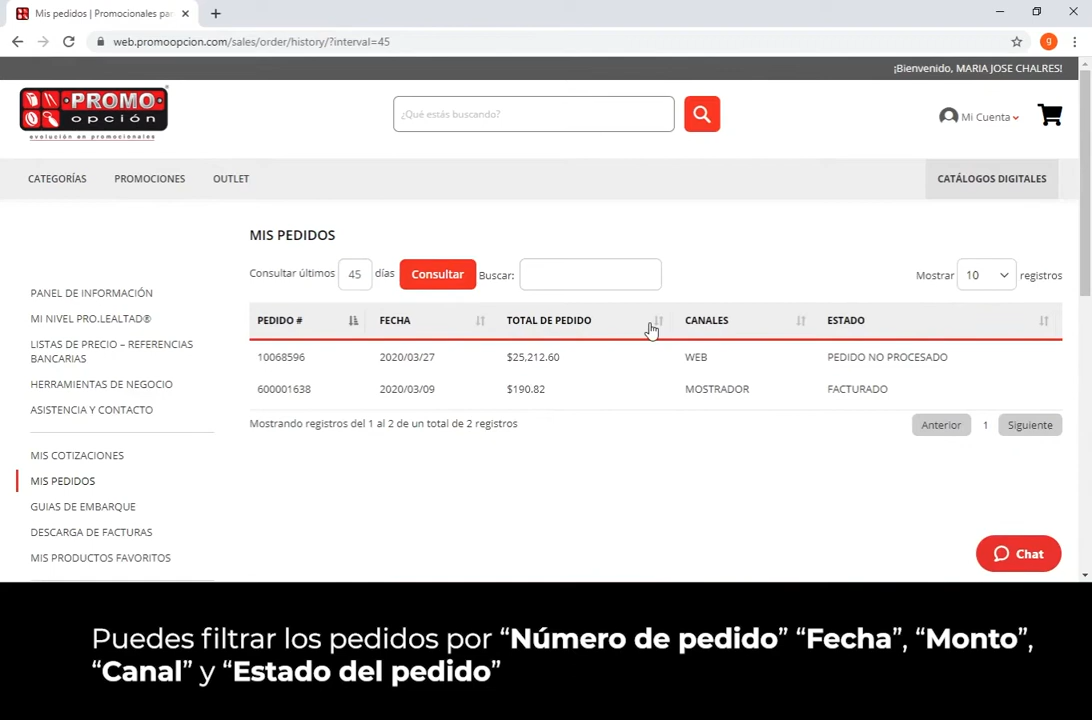 Mis pedidos | Promocionales pa
web.promoopcion.com/sales/order/history/?interval=45
g
¡Bienvenido, MARIA JOSE CHALRES!
PROMO
opción
evolución en promocionales
¿Qué estás buscando?
Mi Cuenta
CATEGORÍAS PROMOCIONES OUTLET CATÁLOGOS DIGITALES
MIS PEDIDOS
Consultar últimos 45 días Consultar Buscar: Mostrar 10 registros
PEDIDO # FECHA TOTAL DE PEDIDO CANALES ESTADO
10068596 2020/03/27 $25,212.60 WEB PEDIDO NO PROCESADO
600001638 2020/03/09 $190.82 MOSTRADOR FACTURADO
Mostrando registros del 1 al 2 de un total de 2 registros Anterior 1 Siguiente
PANEL DE INFORMACIÓN
MI NIVEL PRO.LEALTAD®
LISTAS DE PRECIO – REFERENCIAS
BANCARIAS
HERRAMIENTAS DE NEGOCIO
ASISTENCIA Y CONTACTO
MIS COTIZACIONES
MIS PEDIDOS
GUIAS DE EMBARQUE
DESCARGA DE FACTURAS
MIS PRODUCTOS FAVORITOS
Chat
Puedes filtrar los pedidos por “Número de pedido” “Fecha”, “Monto”,
“Canal” y “Estado del pedido”